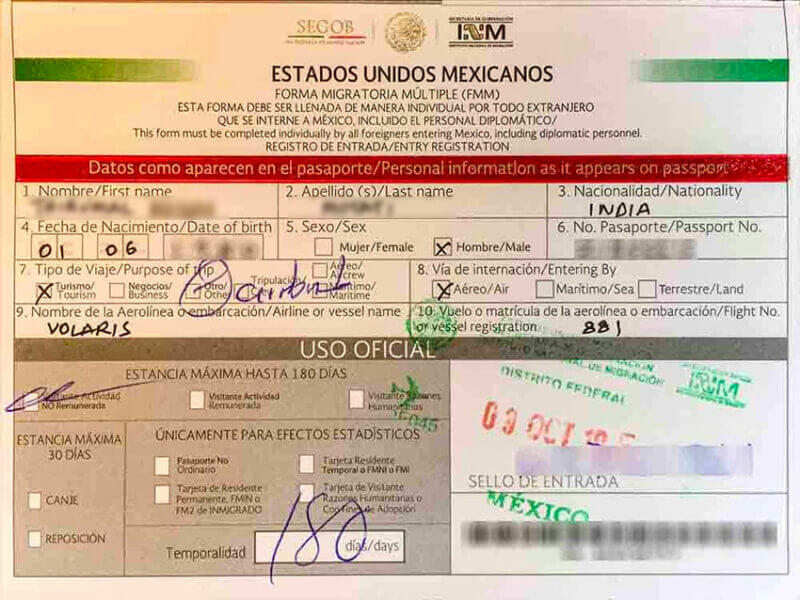 SEGOB
SECRETARÍA DE GOBERNACIÓN
INM
INSTITUTO NACIONAL DE MIGRACIÓN
ESTADOS UNIDOS MEXICANOS
FORMA MIGRATORIA MÚLTIPLE (FMM)
ESTA FORMA DEBE SER LLENADA DE MANERA INDIVIDUAL POR TODO EXTRANJERO
QUE SE INTERNE A MÉXICO, INCLUIDO EL PERSONAL DIPLOMÁTICO/
This form must be completed individually by all foreigners entering Mexico, including diplomatic personnel.
REGISTRO DE ENTRADA/ENTRY REGISTRATION
Datos como aparecen en el pasaporte/Personal information as it appears on passport
1. Nombre/First name 2. Apellido (s)/Last name 3. Nacionalidad/Nationality
INDIA
4. Fecha de Nacimiento/Date of birth 5. Sexo/Sex 6. No. Pasaporte/Passport No.
01 06 Mujer/Female X Hombre/Male
7. Tipo de Viaje/Purpose of trip 8. Vía de internación/Entering By
X Turismo/Tourism Negocios/Business Otro/Other Tripulación/ Aéreo/Aircrew Marítimo/Maritime X Aéreo/Air Marítimo/Sea Terrestre/Land
9. Nombre de la Aerolínea o embarcación/Airline or vessel name 10. Vuelo o matrícula de la aerolínea o embarcación/Flight No. or vessel registration
VOLARIS 881
USO OFICIAL
ESTANCIA MÁXIMA HASTA 180 DÍAS
Visitante Actividad NO Remunerada
Visitante Actividad Remunerada
Visitante Razones Humanitarias
DE MIGRACIÓN
DISTRITO FEDERAL
INM
09 OCT
ESTANCIA MÁXIMA 30 DÍAS
CANJE
REPOSICIÓN
ÚNICAMENTE PARA EFECTOS ESTADÍSTICOS
Pasaporte No Ordinario
Tarjeta Residente Temporal o FMNI o FMI
Tarjeta de Residente Permanente, FMIN o FM2 de INMIGRADO
Tarjeta de Visitante Razones Humanitarias o Con Fines de Adopción
Temporalidad 180 días/days
SELLO DE ENTRADA
MÉXICO